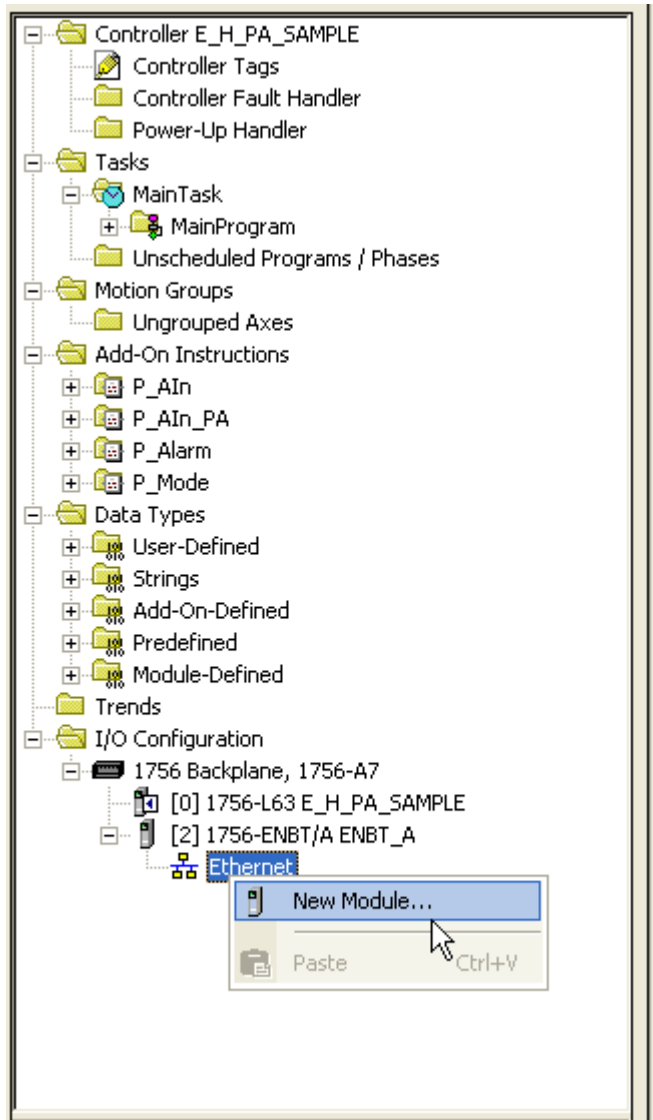 Controller E_H_PA_SAMPLE
Controller Tags
Controller Fault Handler
Power-Up Handler
Tasks
MainTask
MainProgram
Unscheduled Programs / Phases
Motion Groups
Ungrouped Axes
Add-On Instructions
P_AIn
P_AIn_PA
P_Alarm
P_Mode
Data Types
User-Defined
Strings
Add-On-Defined
Predefined
Module-Defined
Trends
I/O Configuration
1756 Backplane, 1756-A7
[0] 1756-L63 E_H_PA_SAMPLE
[2] 1756-ENBT/A ENBT_A
Ethernet
New Module...
Paste Ctrl+V